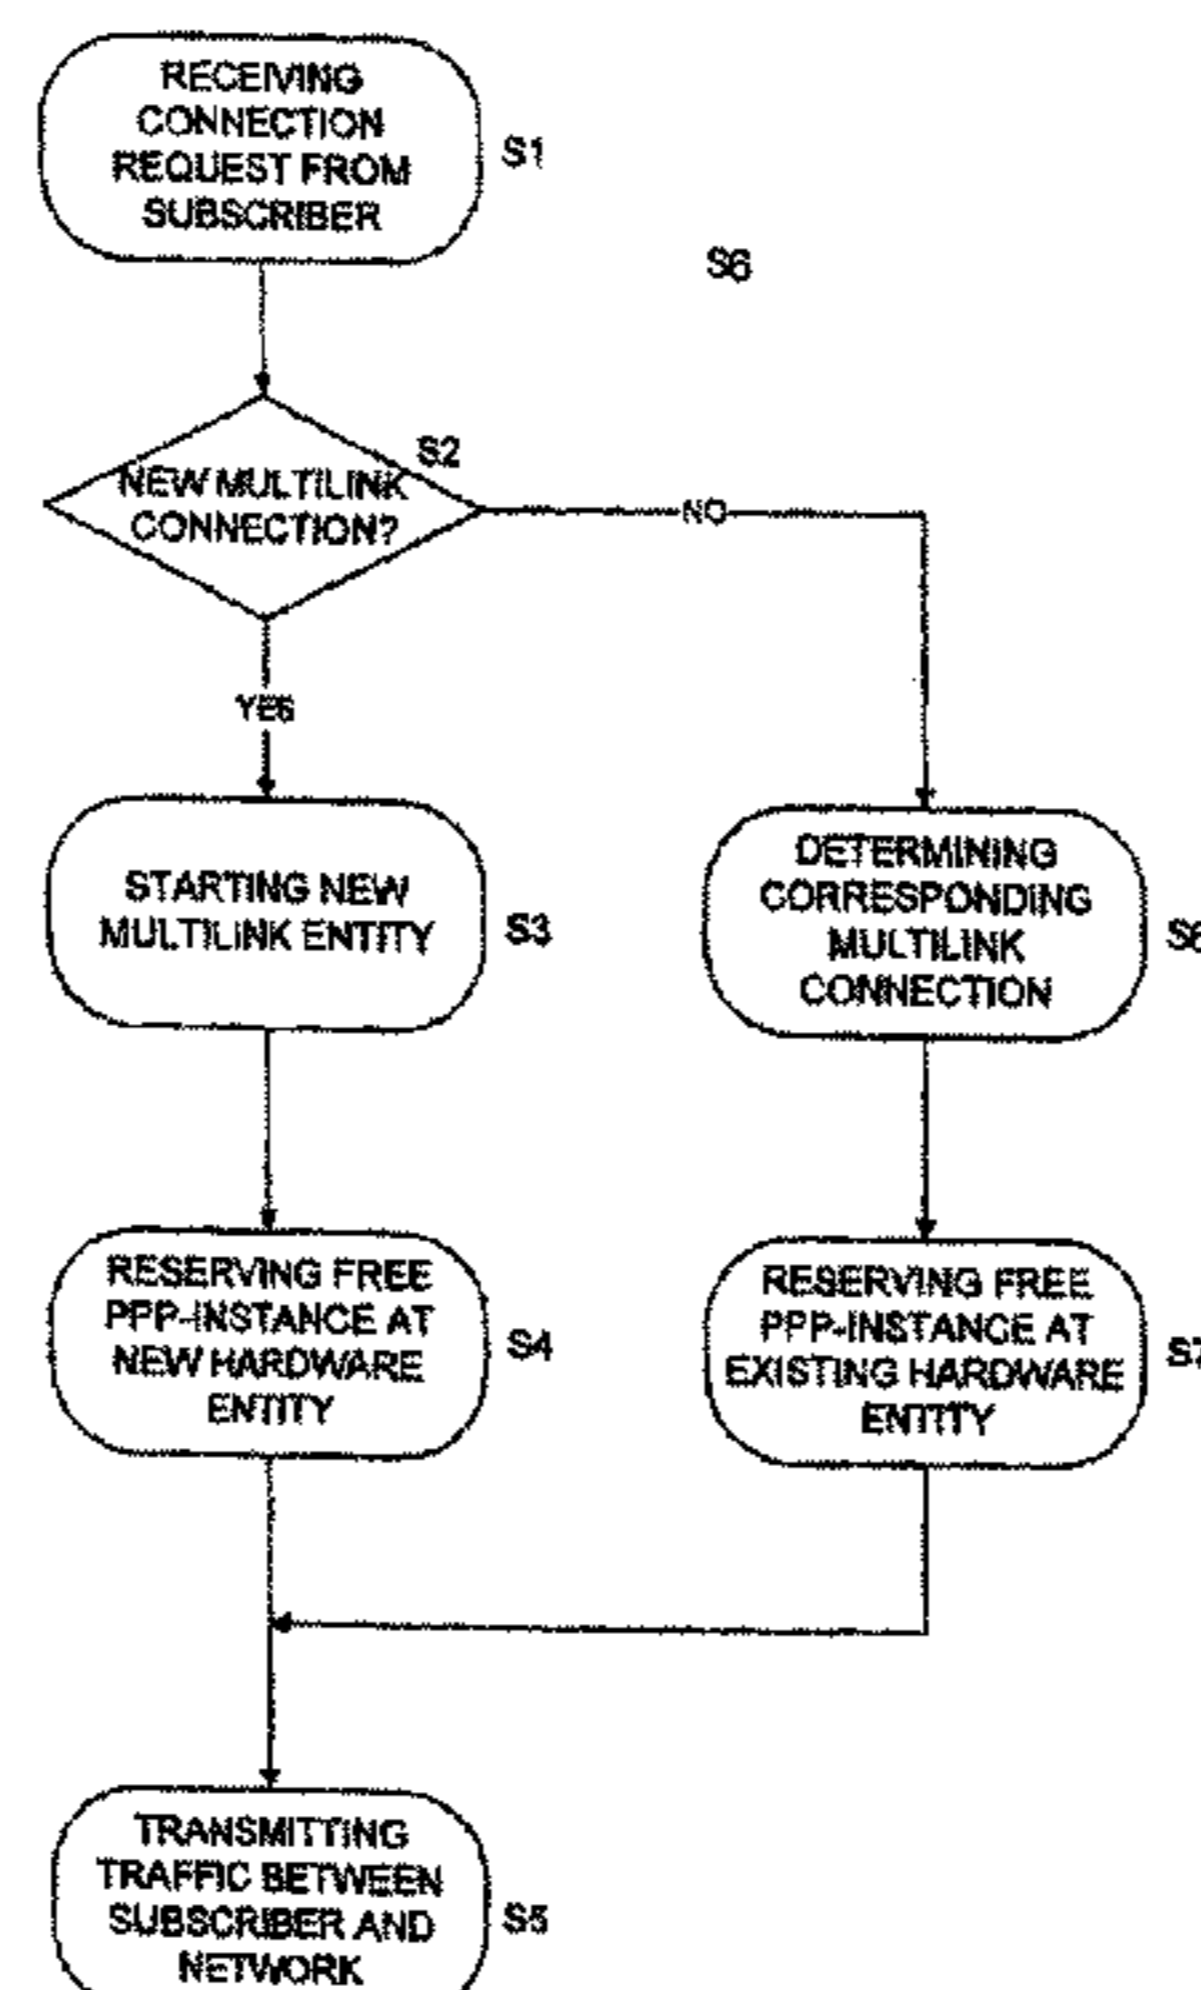 RECEIVING
CONNECTION
REQUEST FROM
SUBSCRIBER
S1
S6
S2
NEW MULTILINK
CONNECTION?
NO
YES
STARTING NEW
MULTILINK ENTITY
S3
DETERMINING
CORRESPONDING
MULTILINK
CONNECTION
S6
RESERVING FREE
PPP-INSTANCE AT
NEW HARDWARE
ENTITY
S4
RESERVING FREE
PPP-INSTANCE AT
EXISTING HARDWARE
ENTITY
S7
TRANSMITTING
TRAFFIC BETWEEN
SUBSCRIBER AND
NETWORK
S5